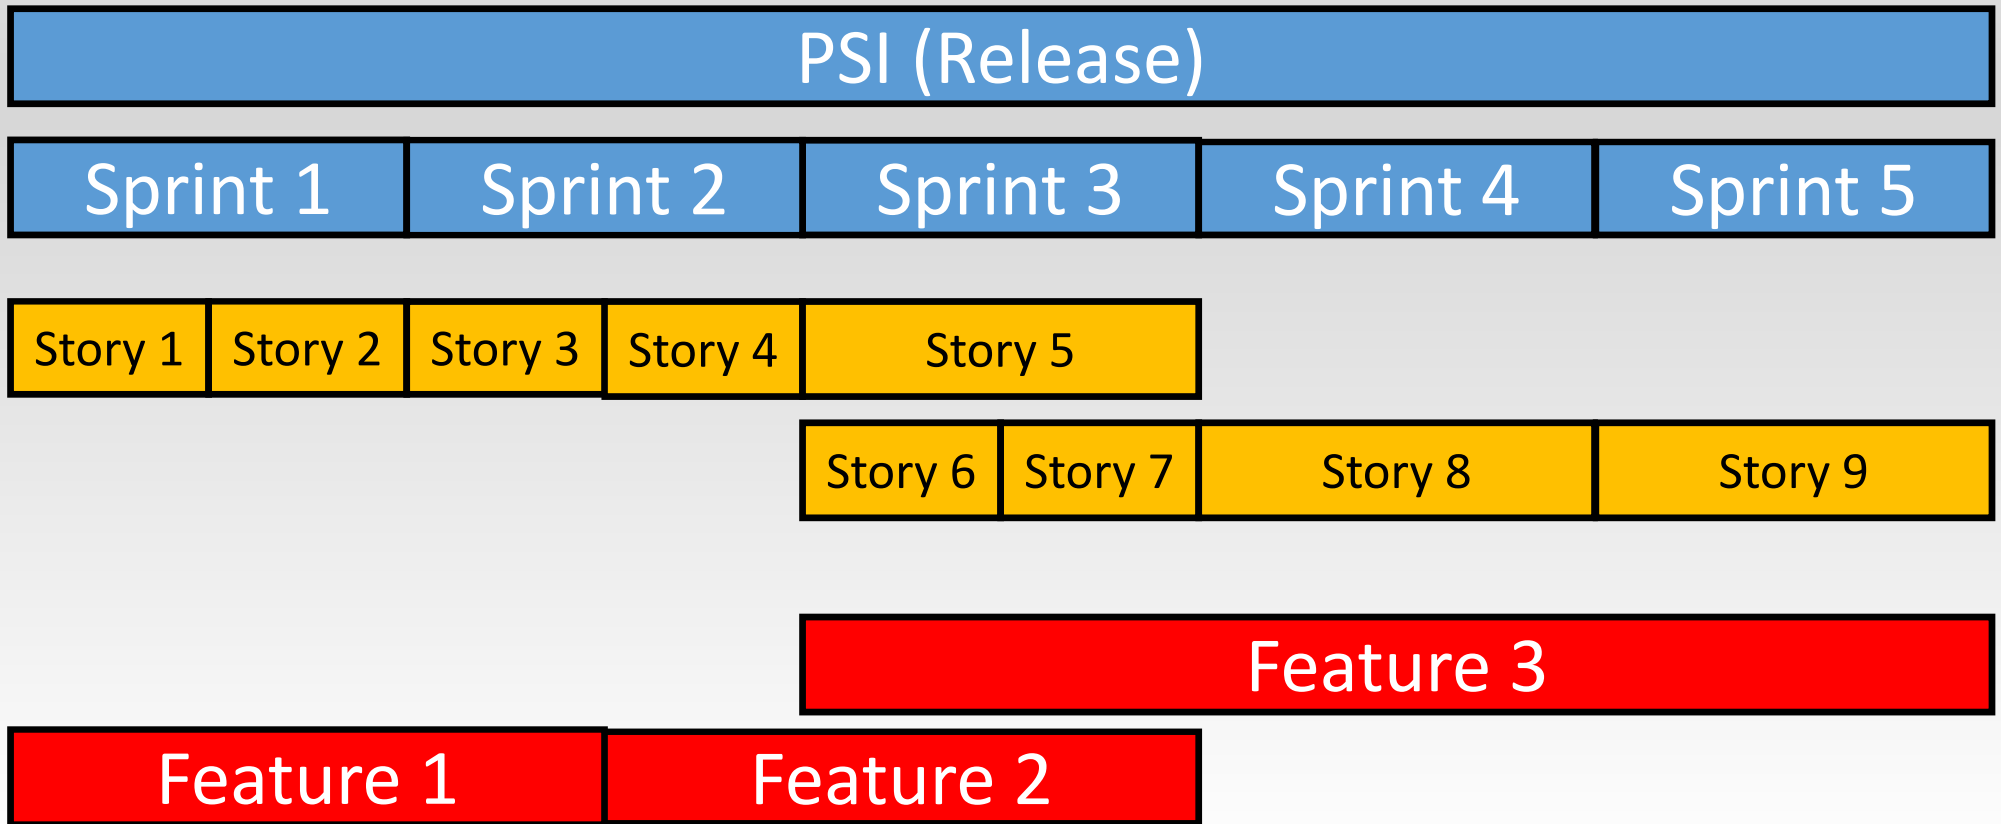 PSI (Release)
Sprint 1 Sprint 2 Sprint 3 Sprint 4 Sprint 5
Story 1 Story 2 Story 3 Story 4 Story 5
Story 6 Story 7 Story 8 Story 9
Feature 3
Feature 1 Feature 2